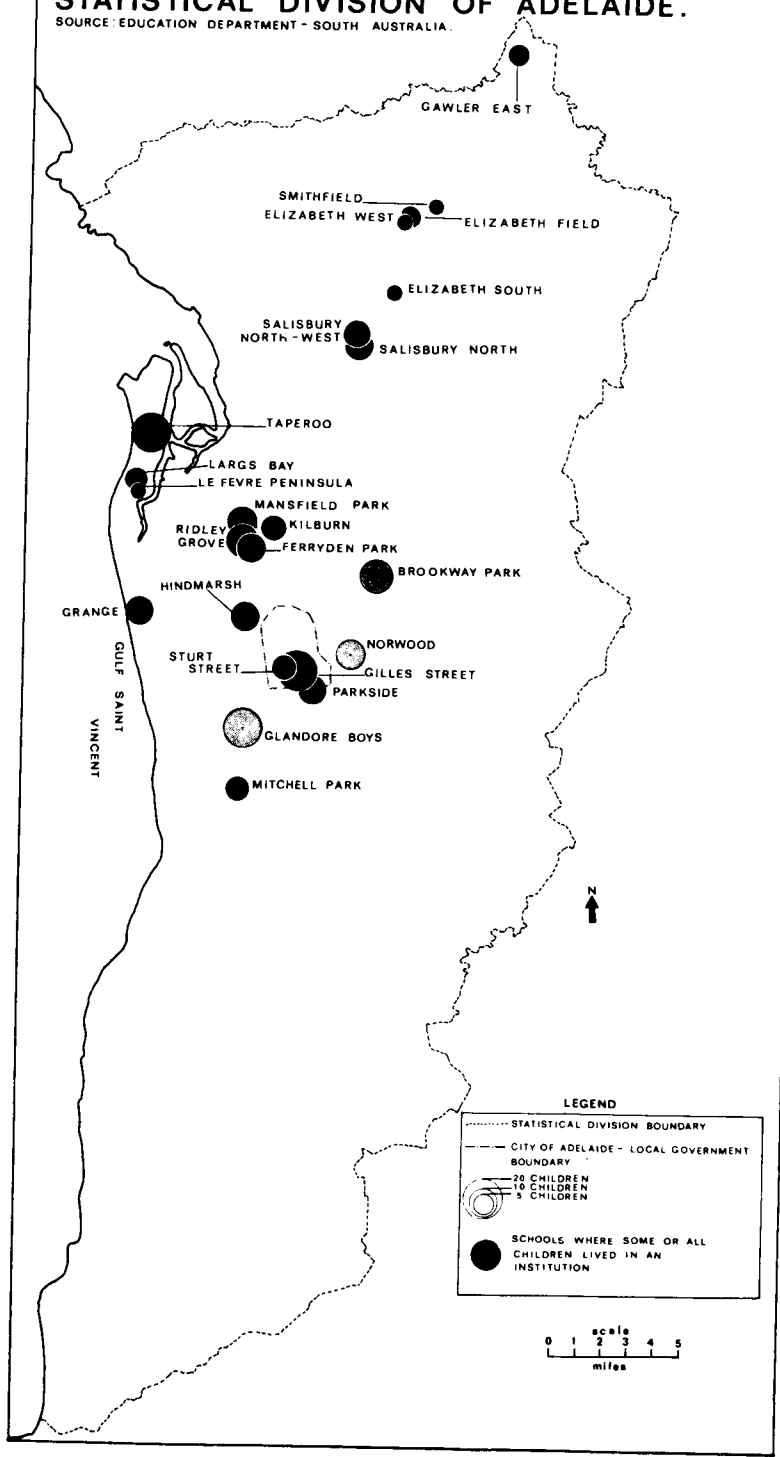 STATISTICAL DIVISION OF ADELAIDE.
SOURCE: EDUCATION DEPARTMENT - SOUTH AUSTRALIA.
GAWLER EAST
SMITHFIELD
ELIZABETH WEST
ELIZABETH FIELD
ELIZABETH SOUTH
SALISBURY
NORTH-WEST
SALISBURY NORTH
TAPEROO
LARGS BAY
LE FEVRE PENINSULA
MANSFIELD PARK
KILBURN
RIDLEY
GROVE
FERRYDEN PARK
BROOKWAY PARK
HINDMARSH
GRANGE
NORWOOD
STURT
STREET
GILLES STREET
PARKSIDE
GULF SAINT
VINCENT
GLANDORE BOYS
MITCHELL PARK
N
LEGEND
STATISTICAL DIVISION BOUNDARY
CITY OF ADELAIDE - LOCAL GOVERNMENT
BOUNDARY
20 CHILDREN
10 CHILDREN
5 CHILDREN
SCHOOLS WHERE SOME OR ALL
CHILDREN LIVED IN AN
INSTITUTION
scale
0 1 2 3 4 5
miles